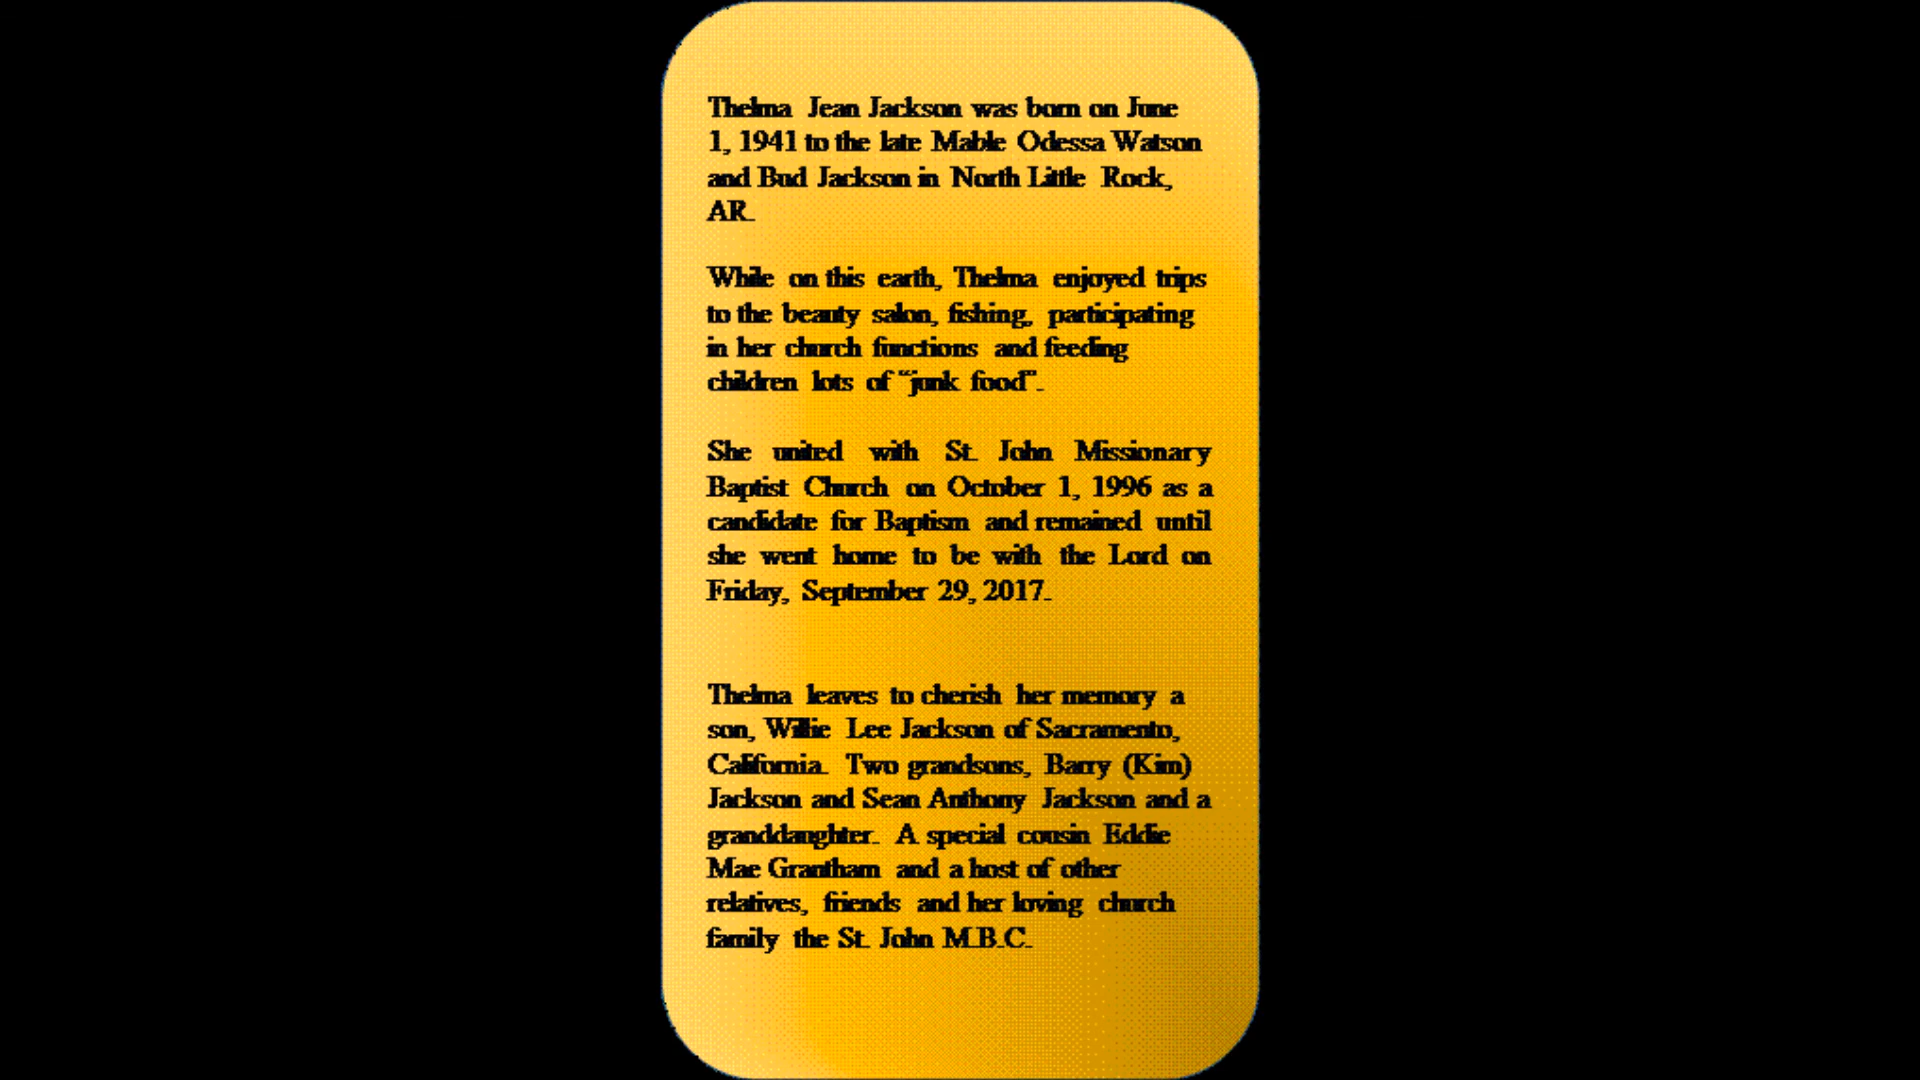 Thelma Jean Jackson was born on June
1, 1941 to the late Mable Odessa Watson
and Bud Jackson in North Little Rock,
AR.
While on this earth, Thelma enjoyed trips
to the beauty salon, fishing, participating
in her church functions and feeding
children lots of “junk food”.
She united with St. John Missionary
Baptist Church on October 1, 1996 as a
candidate for Baptism and remained until
she went home to be with the Lord on
Friday, September 29, 2017.
Thelma leaves to cherish her memory a
son, Willie Lee Jackson of Sacramento,
California. Two grandsons, Barry (Kim)
Jackson and Sean Anthony Jackson and a
granddaughter. A special cousin Eddie
Mae Grantham and a host of other
relatives, friends and her loving church
family the St. John M.B.C.